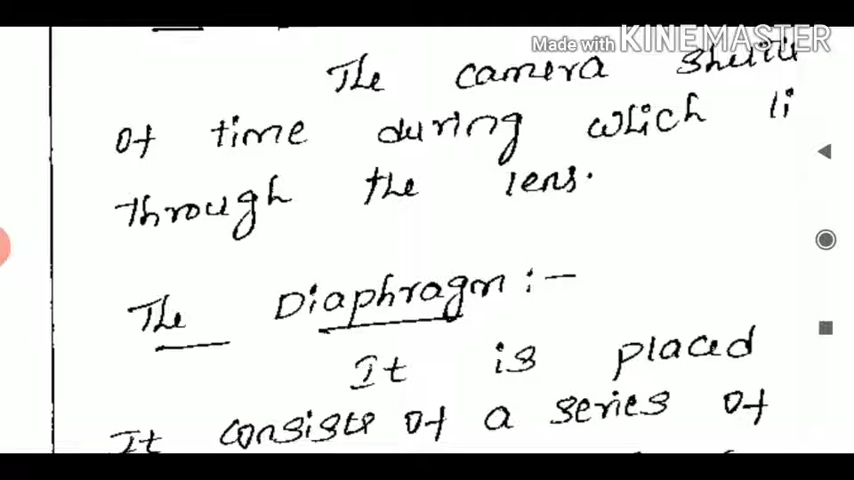 Made with KINEMASTER
The camera
of time during which
through the lens.
The Diaphragm :-
It is placed
It consists of a series of